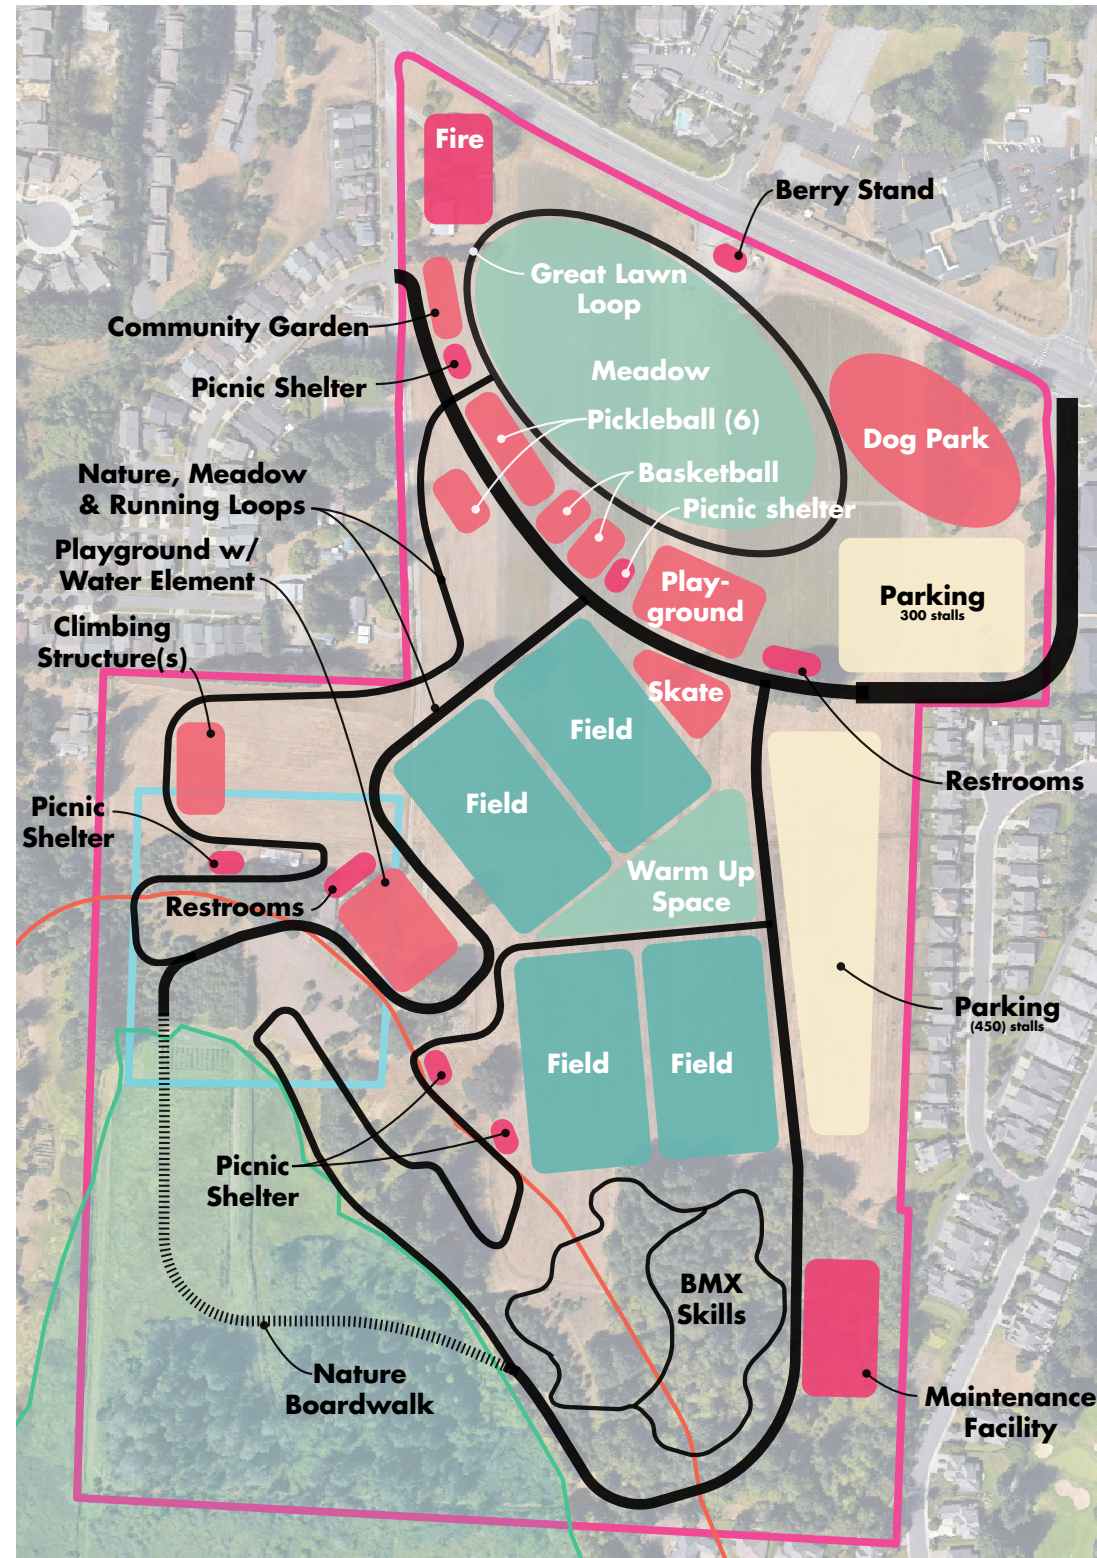 Fire
Berry Stand
Great Lawn
Loop
Community Garden
Meadow
Picnic Shelter
Pickleball (6)
Dog Park
Basketball
Nature, Meadow
& Running Loops
Picnic shelter
Playground w/
Water Element
Play-
ground
Parking
300 stalls
Climbing
Structure(s)
Skate
Field
Restrooms
Field
Picnic
Shelter
Warm Up
Space
Restrooms
Parking
(450) stalls
Field
Field
Picnic
Shelter
BMX
Skills
Nature
Boardwalk
Maintenance
Facility